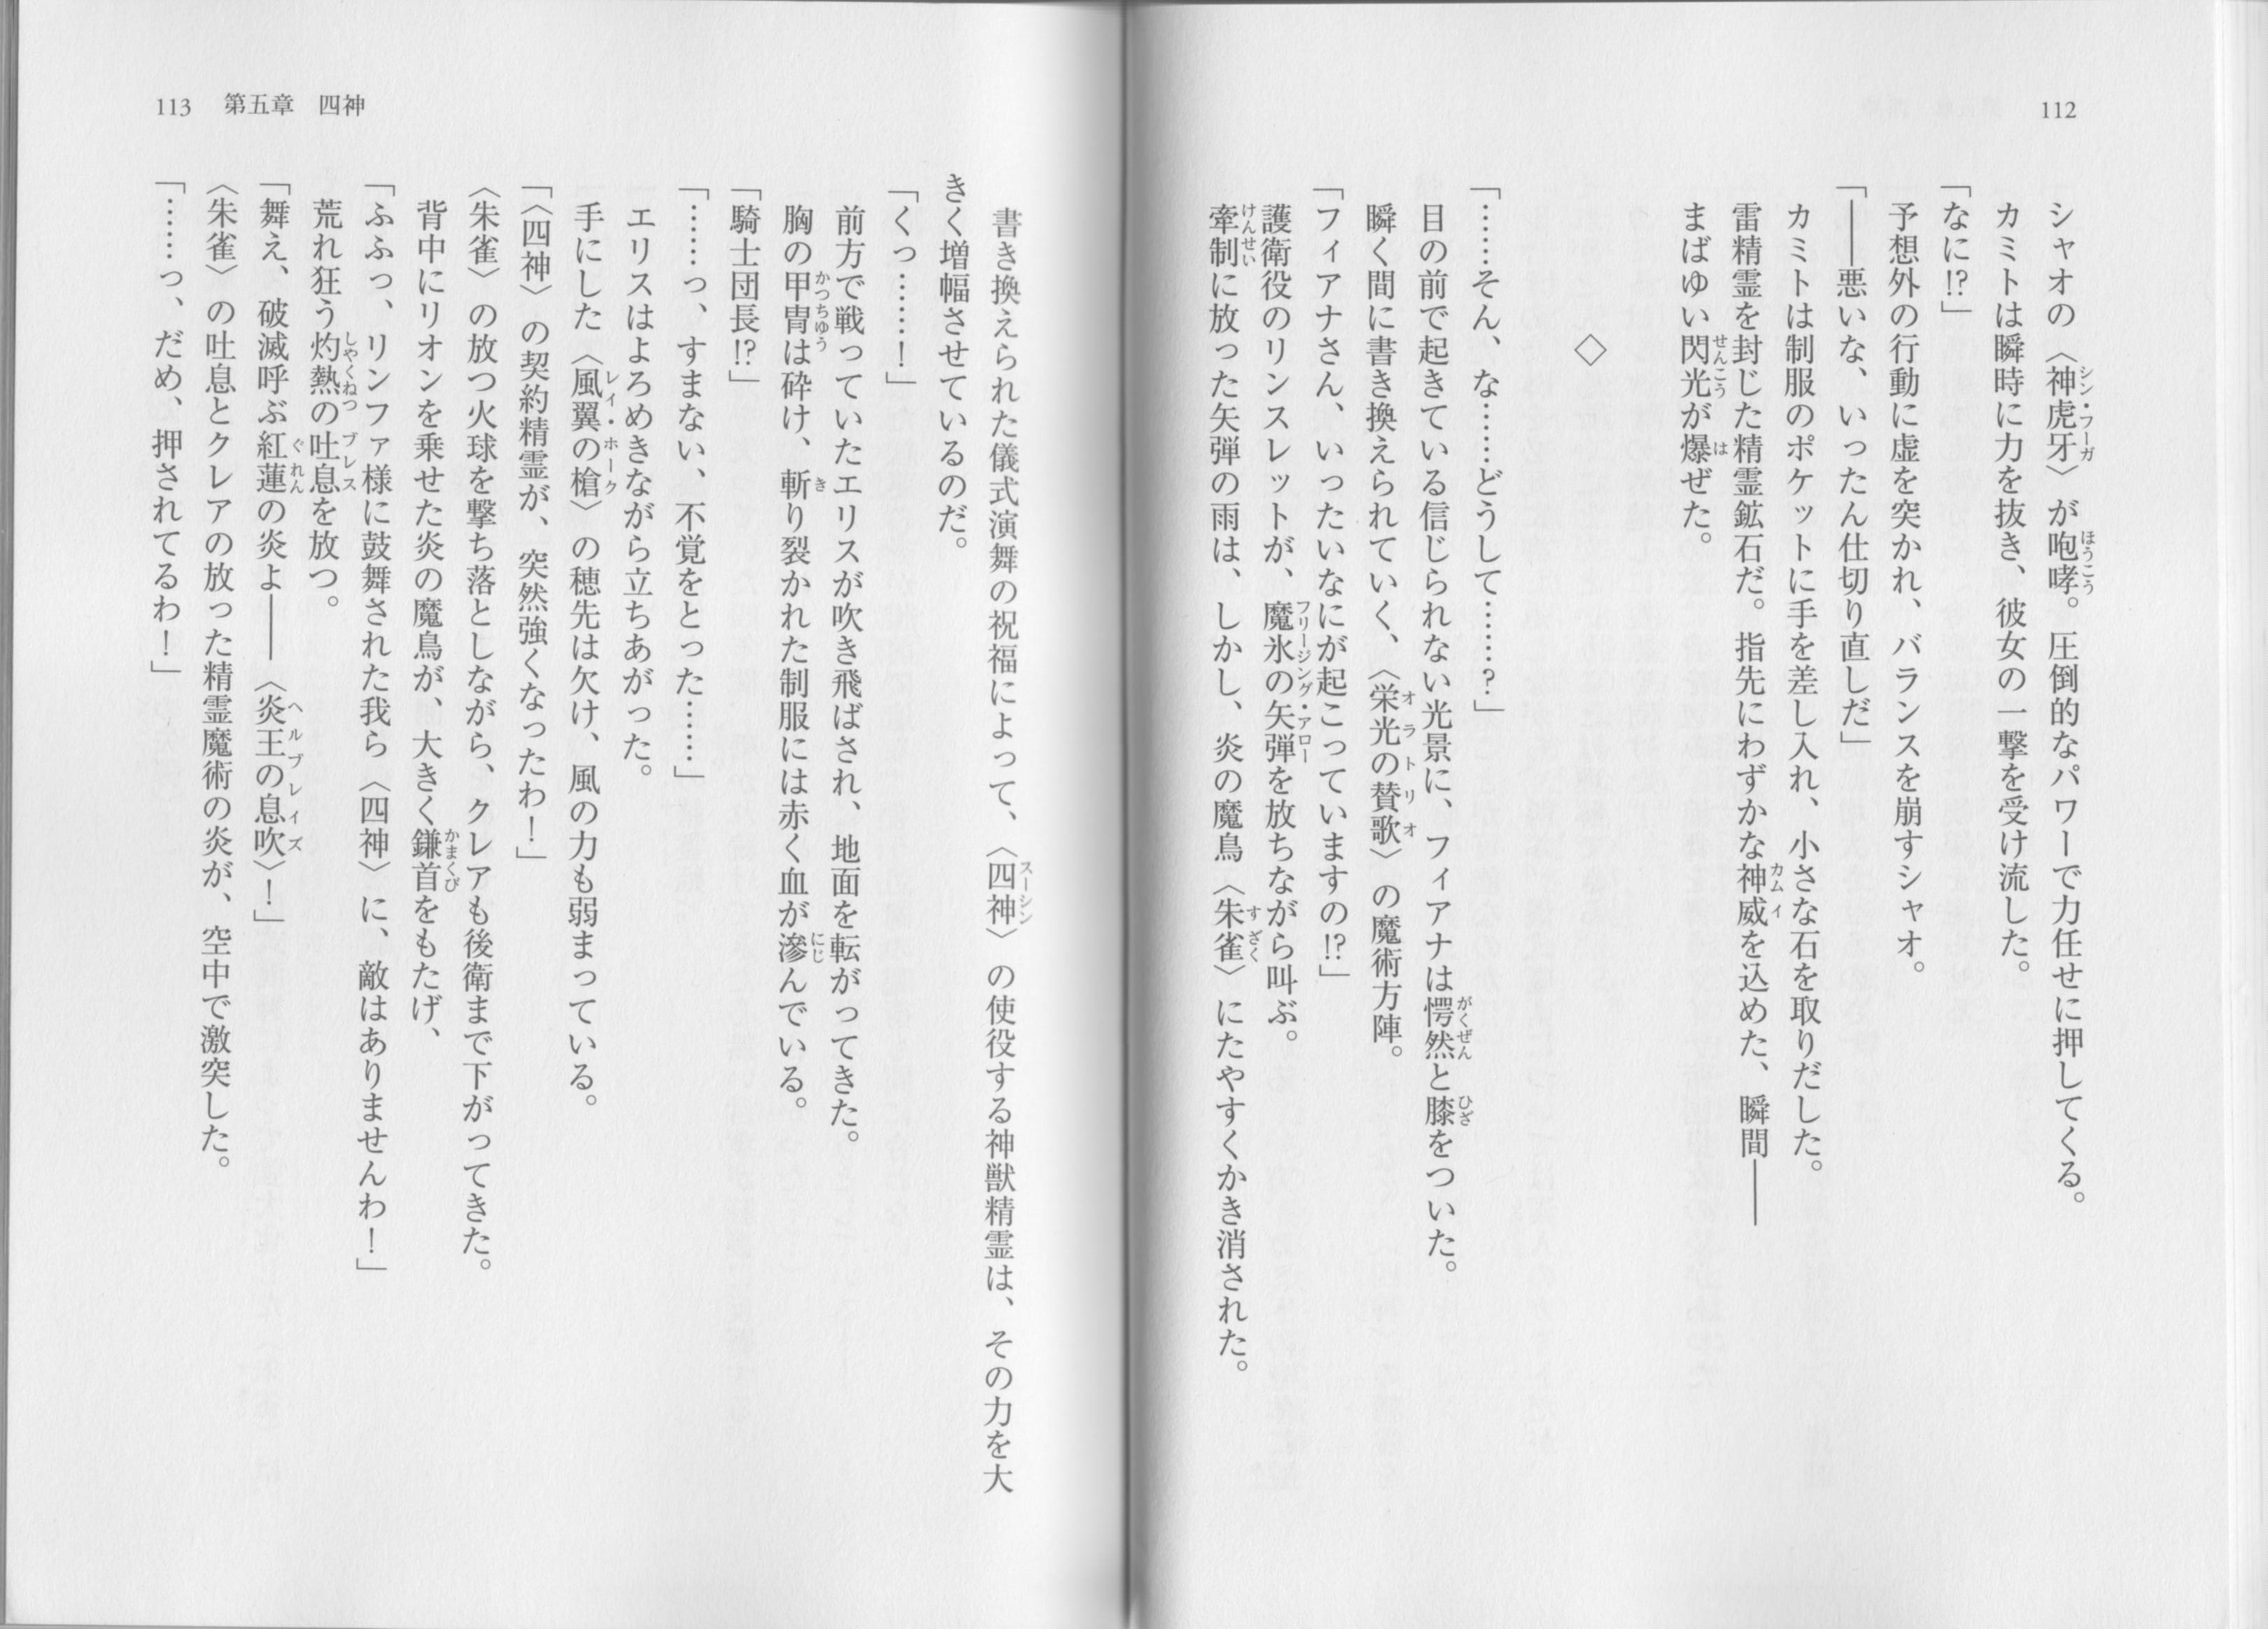 112
シャオの〈神虎牙〉が咆哮。圧倒的なパワーで力任せに押してくる。
カミトは瞬時に力を抜き、彼女の一撃を受け流した。
「なに!?」
予想外の行動に虚を突かれ、バランスを崩すシャオ。
「――悪いな、いったん仕切り直しだ」
カミトは制服のポケットに手を差し入れ、小さな石を取りだした。
雷精霊を封じた精霊鉱石だ。指先にわずかな神威を込めた、瞬間――
まばゆい閃光が爆ぜた。
◇
「……そん、な……どうして……?」
目の前で起きている信じられない光景に、フィアナは愕然と膝をついた。
瞬く間に書き換えられていく、〈栄光の賛歌〉の魔術方陣。
「フィアナさん、いったいなにが起こっていますの!?」
護衛役のリンスレットが、魔氷の矢弾を放ちながら叫ぶ。
牽制に放った矢弾の雨は、しかし、炎の魔鳥〈朱雀〉にたやすくかき消された。
113 第五章 四神
書き換えられた儀式演舞の祝福によって、〈四神〉の使役する神獣精霊は、その力を大
きく増幅させているのだ。
「くっ……!」
前方で戦っていたエリスが吹き飛ばされ、地面を転がってきた。
胸の甲冑は砕け、斬り裂かれた制服には赤く血が滲んでいる。
「騎士団長!?」
「……っ、すまない、不覚をとった……」
エリスはよろめきながら立ちあがった。
手にした〈風翼の槍〉の穂先は欠け、風の力も弱まっている。
「〈四神〉の契約精霊が、突然強くなったわ!」
〈朱雀〉の放つ火球を撃ち落としながら、クレアも後衛まで下がってきた。
背中にリオンを乗せた炎の魔鳥が、大きく鎌首をもたげ、
「ふふっ、リンファ様に鼓舞された我ら〈四神〉に、敵はありませんわ!」
荒れ狂う灼熱の吐息を放つ。
「舞え、破滅呼ぶ紅蓮の炎よ――〈炎王の息吹〉!」
〈朱雀〉の吐息とクレアの放った精霊魔術の炎が、空中で激突した。
「……っ、だめ、押されてるわ!」